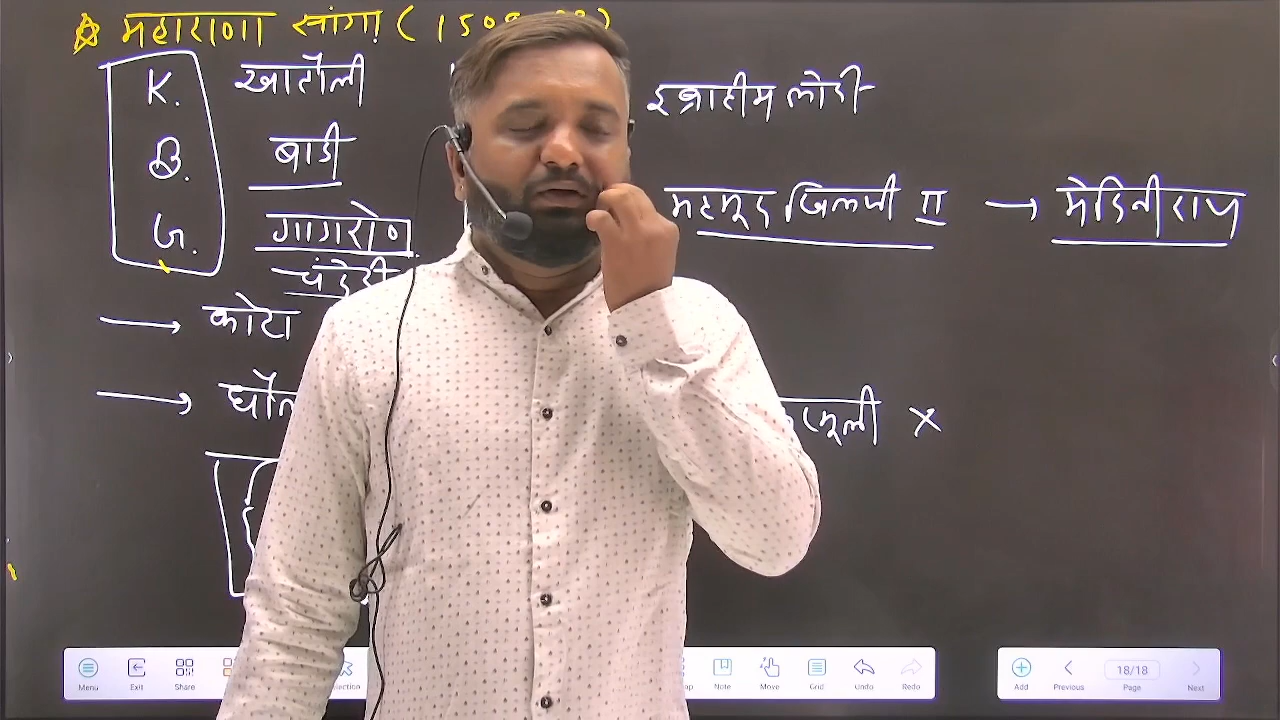 महाराणा सांगा (150
K. खातौली इब्राहीम लोदी
B. बाडी
महमूद खिलजी II → मेदिनीराय
G. गागरोण
चंदेरी
→ कोटा
→ धौल
मूली x
Menu Exit Share Note Move Grid Undo Redo Add Previous 18/18 Page Next